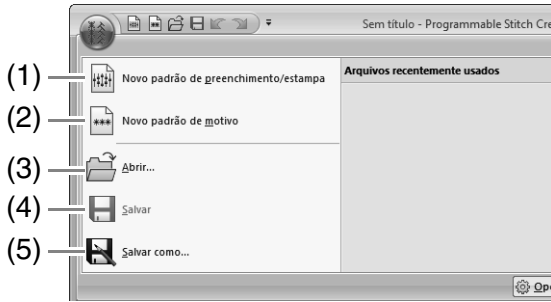 Sem título - Programmable Stitch Cre
(1) Novo padrão de preenchimento/estampa
Arquivos recentemente usados
(2) Novo padrão de motivo
(3) Abrir...
(4) Salvar
(5) Salvar como...
Op